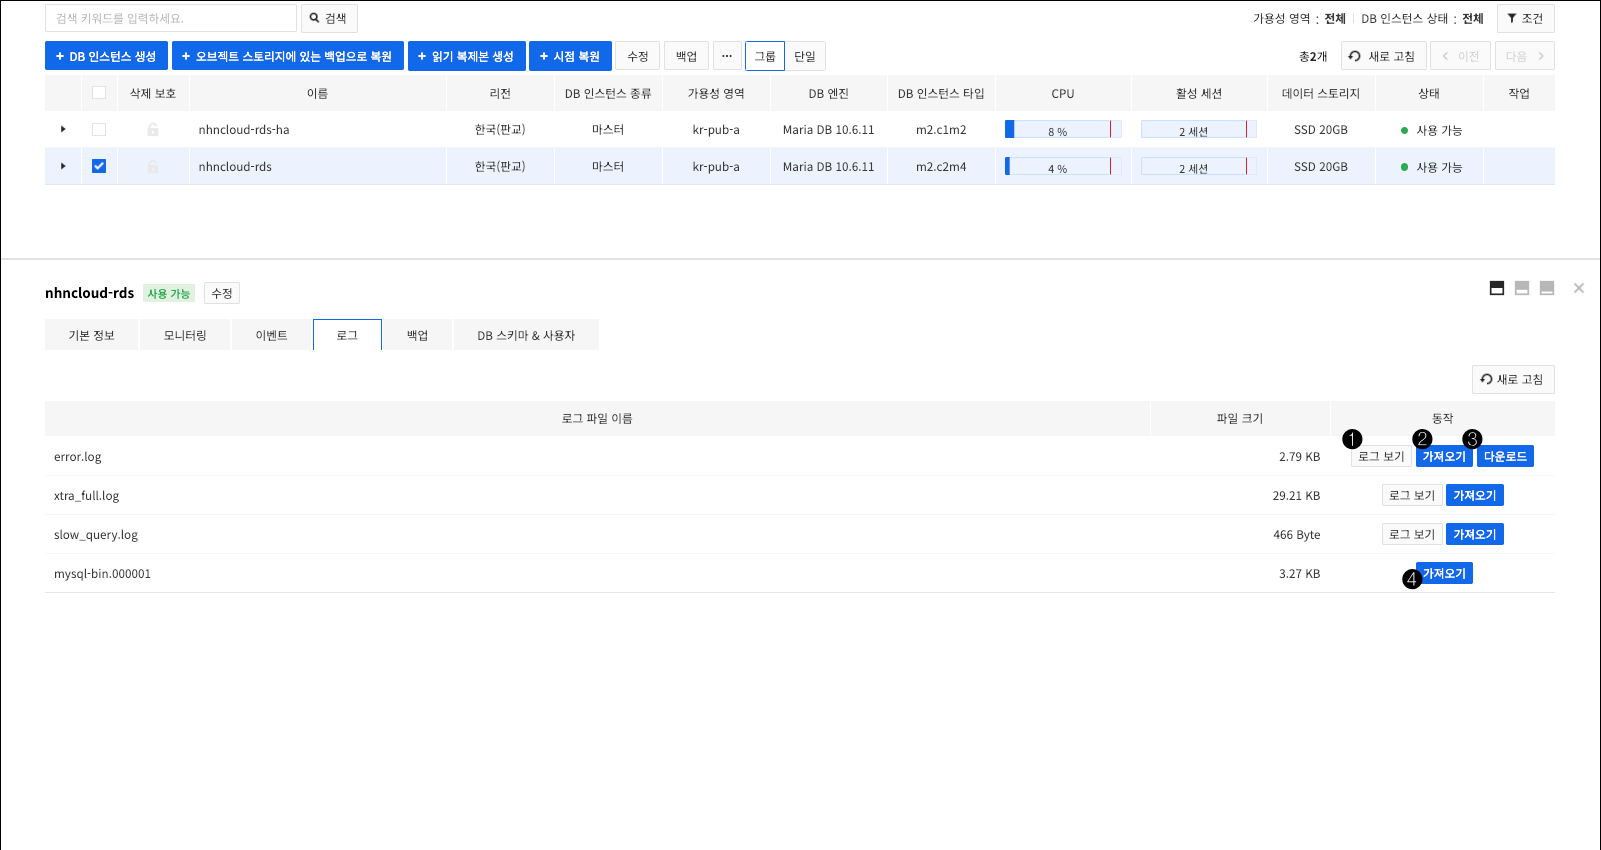 검색 키워드를 입력하세요. 검색 가용성 영역 : 전체 DB 인스턴스 상태 : 전체 조건
+ DB 인스턴스 생성 + 오브젝트 스토리지에 있는 백업으로 복원 + 읽기 복제본 생성 + 시점 복원 수정 백업 ··· 그룹 단일 총2개 새로 고침 < 이전 다음 >
삭제 보호 이름 리전 DB 인스턴스 종류 가용성 영역 DB 엔진 DB 인스턴스 타입 CPU 활성 세션 데이터 스토리지 상태 작업
nhncloud-rds-ha 한국(판교) 마스터 kr-pub-a Maria DB 10.6.11 m2.c1m2 8 % 2 세션 SSD 20GB 사용 가능
nhncloud-rds 한국(판교) 마스터 kr-pub-a Maria DB 10.6.11 m2.c2m4 4 % 2 세션 SSD 20GB 사용 가능
nhncloud-rds 사용 가능 수정
기본 정보 모니터링 이벤트 로그 백업 DB 스키마 & 사용자
새로 고침
로그 파일 이름 파일 크기 동작
error.log 2.79 KB ❶ 로그 보기 ❷ 가져오기 ❸ 다운로드
xtra_full.log 29.21 KB 로그 보기 가져오기
slow_query.log 466 Byte 로그 보기 가져오기
mysql-bin.000001 3.27 KB ❹ 가져오기